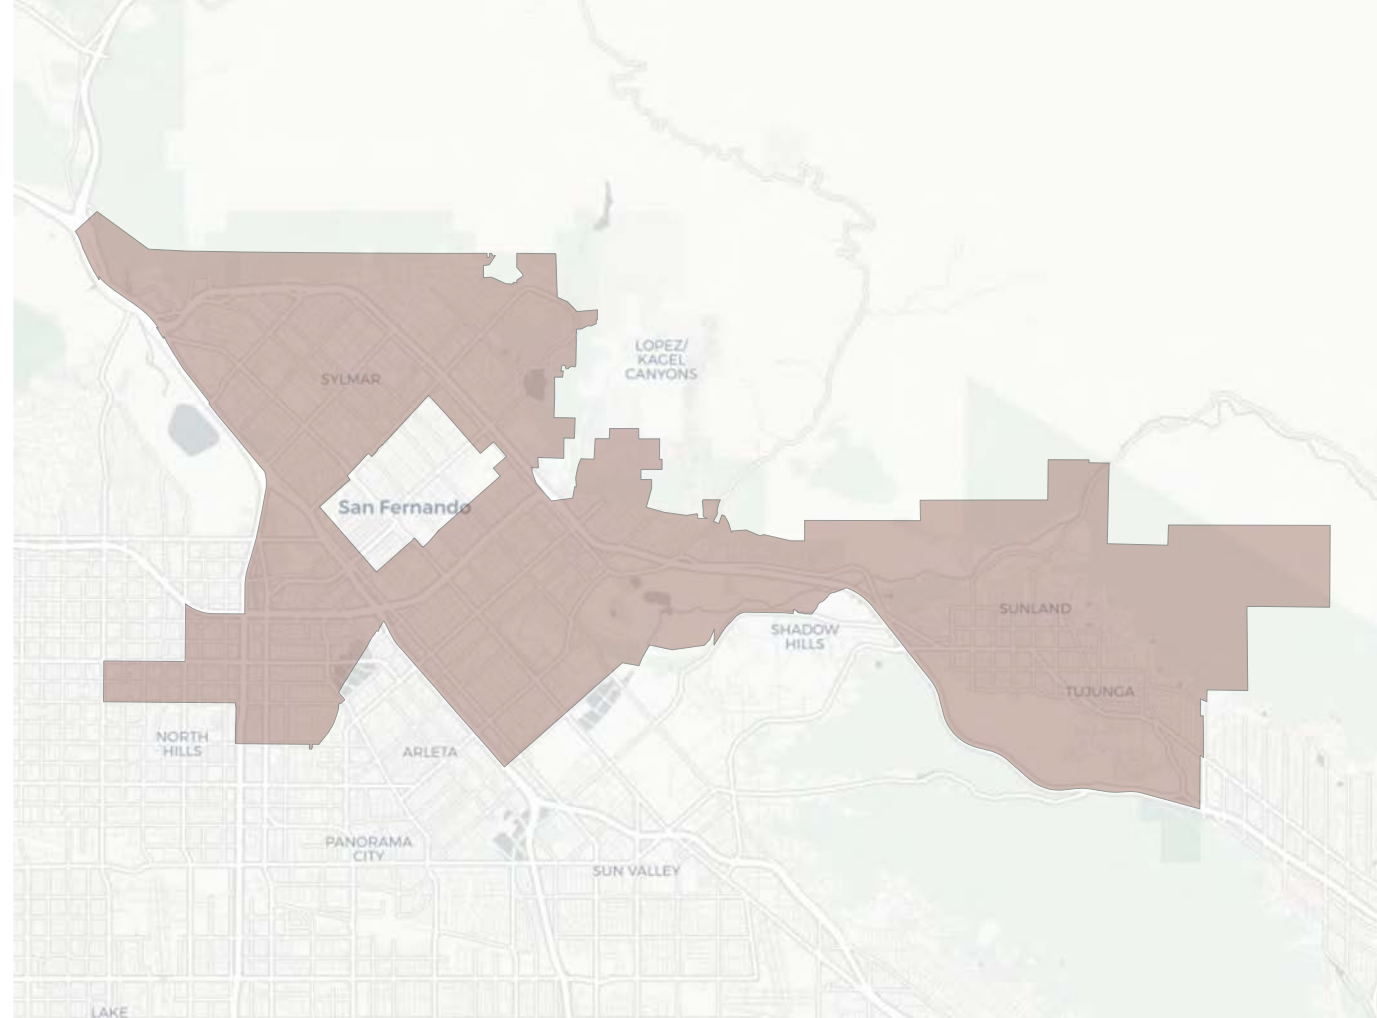 LOPEZ/
KAGEL
CANYONS
SYLMAR
San Fernando
SUNLAND
SHADOW
HILLS
TUJUNGA
NORTH
HILLS
ARLETA
PANORAMA
CITY
SUN VALLEY
LAKE